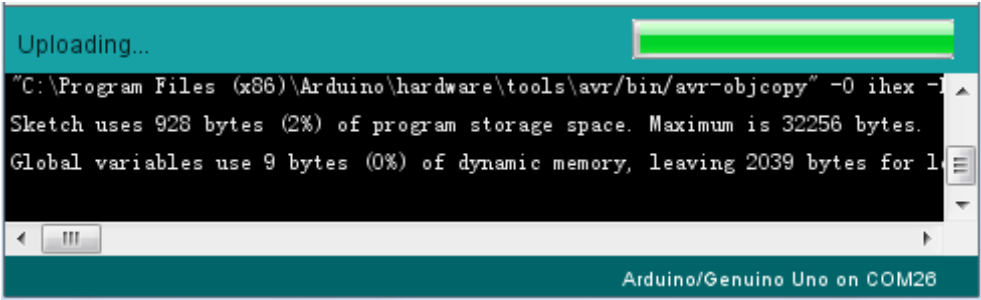 Uploading...
"C:\Program Files (x86)\Arduino\hardware\tools\avr/bin/avr-objcopy" -O ihex
Sketch uses 928 bytes (2%) of program storage space. Maximum is 32256 bytes.
Global variables use 9 bytes (0%) of dynamic memory, leaving 2039 bytes for
Arduino/Genuino Uno on COM26